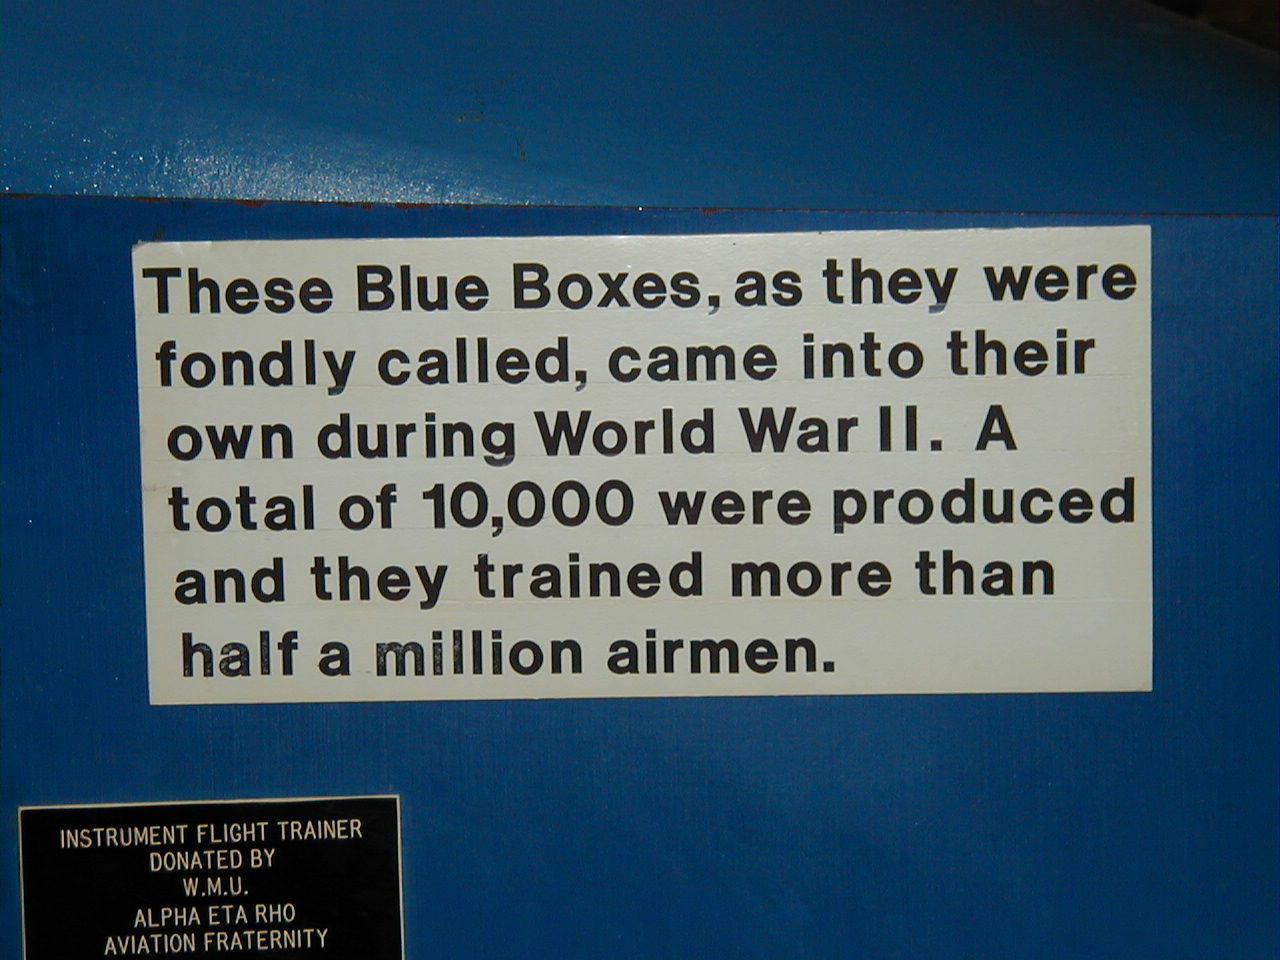 These Blue Boxes, as they were
fondly called, came into their
own during World War II. A
total of 10,000 were produced
and they trained more than
half a million airmen.
INSTRUMENT FLIGHT TRAINER
DONATED BY
W.M.U.
ALPHA ETA RHO
AVIATION FRATERNITY